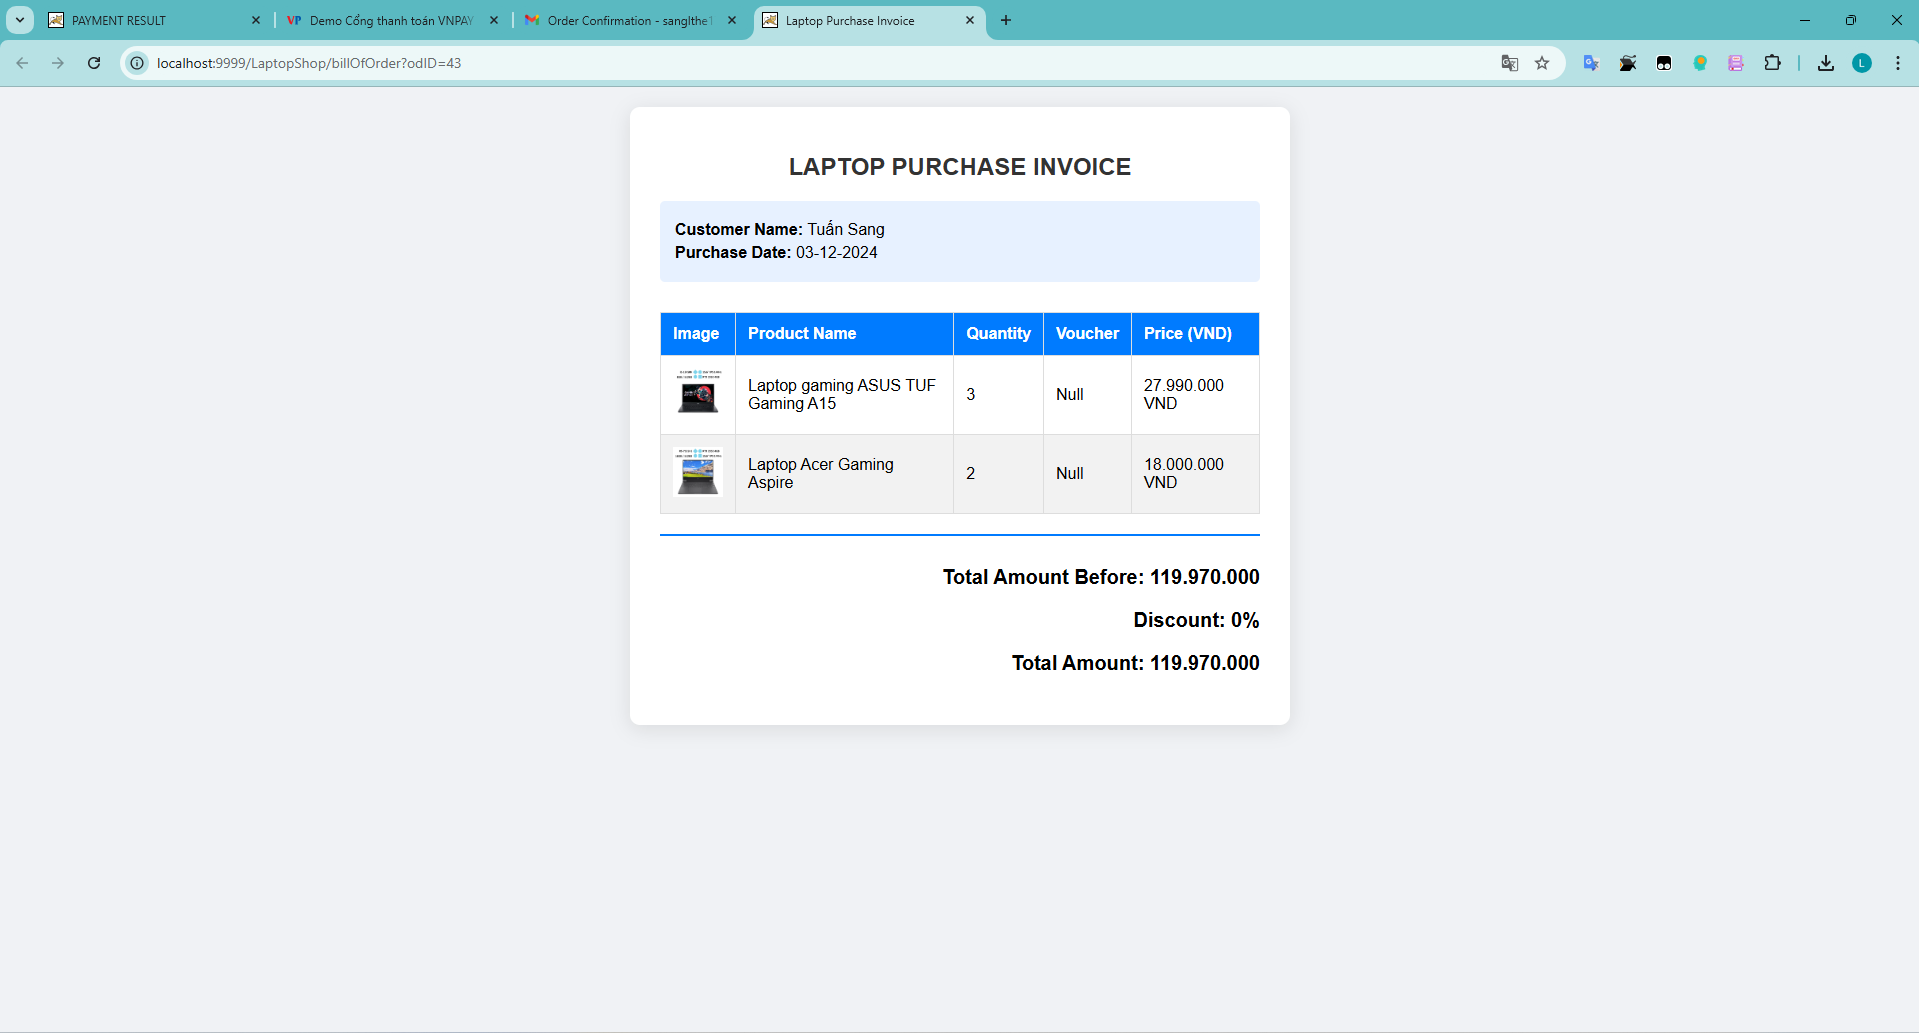 PAYMENT RESULT
Demo Cổng thanh toán VNPAY
Order Confirmation - sanglthe1
Laptop Purchase Invoice
localhost:9999/LaptopShop/billOfOrder?odID=43
L
LAPTOP PURCHASE INVOICE
Customer Name: Tuấn Sang
Purchase Date: 03-12-2024
Image Product Name Quantity Voucher Price (VND)
Laptop gaming ASUS TUF
Gaming A15
3
Null
27.990.000
VND
Laptop Acer Gaming
Aspire
2
Null
18.000.000
VND
Total Amount Before: 119.970.000
Discount: 0%
Total Amount: 119.970.000